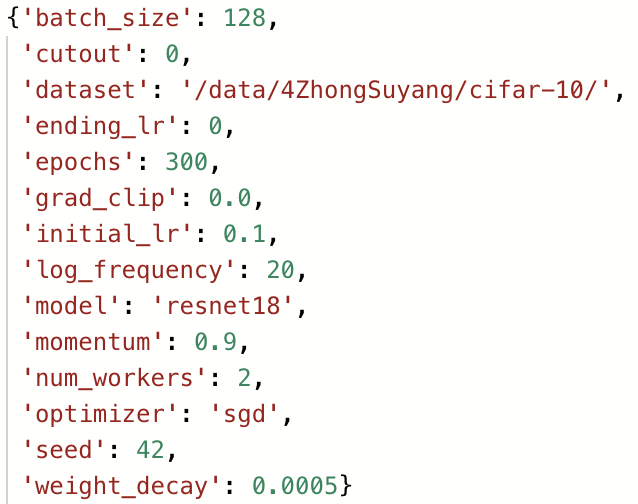 {'batch_size': 128,
'cutout': 0,
'dataset': '/data/4ZhongSuyang/cifar-10/',
'ending_lr': 0,
'epochs': 300,
'grad_clip': 0.0,
'initial_lr': 0.1,
'log_frequency': 20,
'model': 'resnet18',
'momentum': 0.9,
'num_workers': 2,
'optimizer': 'sgd',
'seed': 42,
'weight_decay': 0.0005}